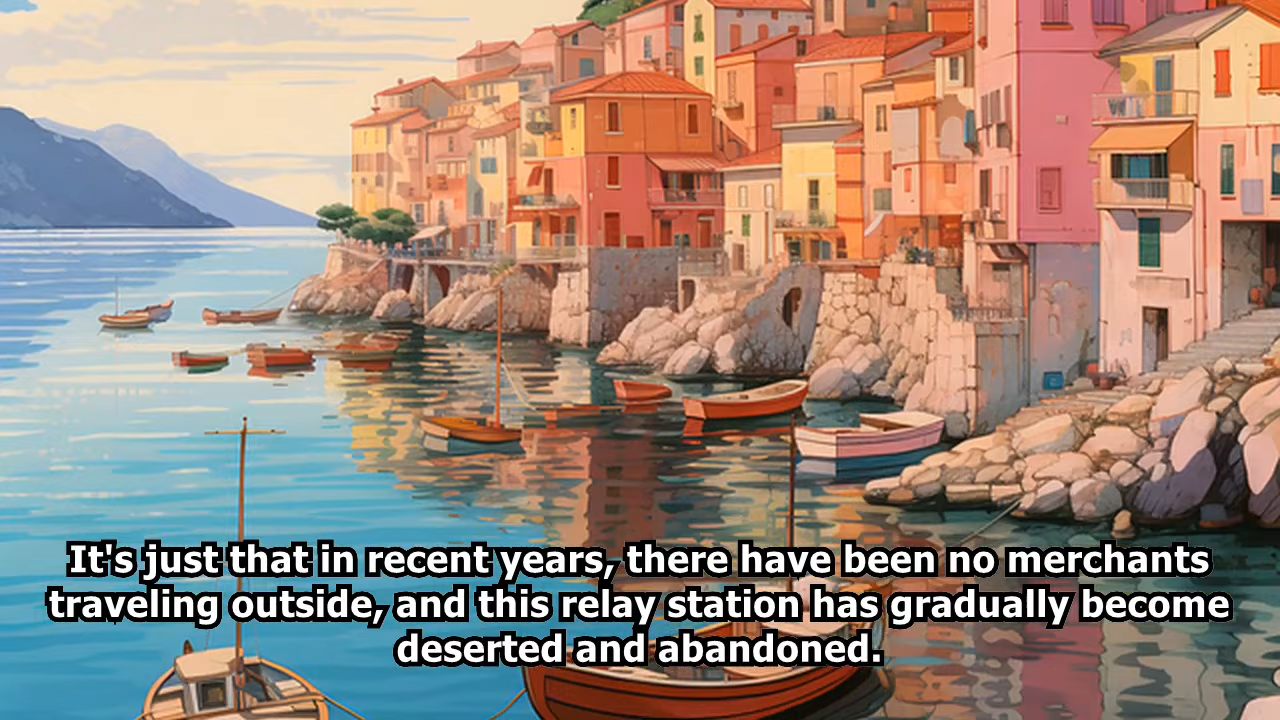 It's just that in recent years, there have been no merchants
traveling outside, and this relay station has gradually become
deserted and abandoned.